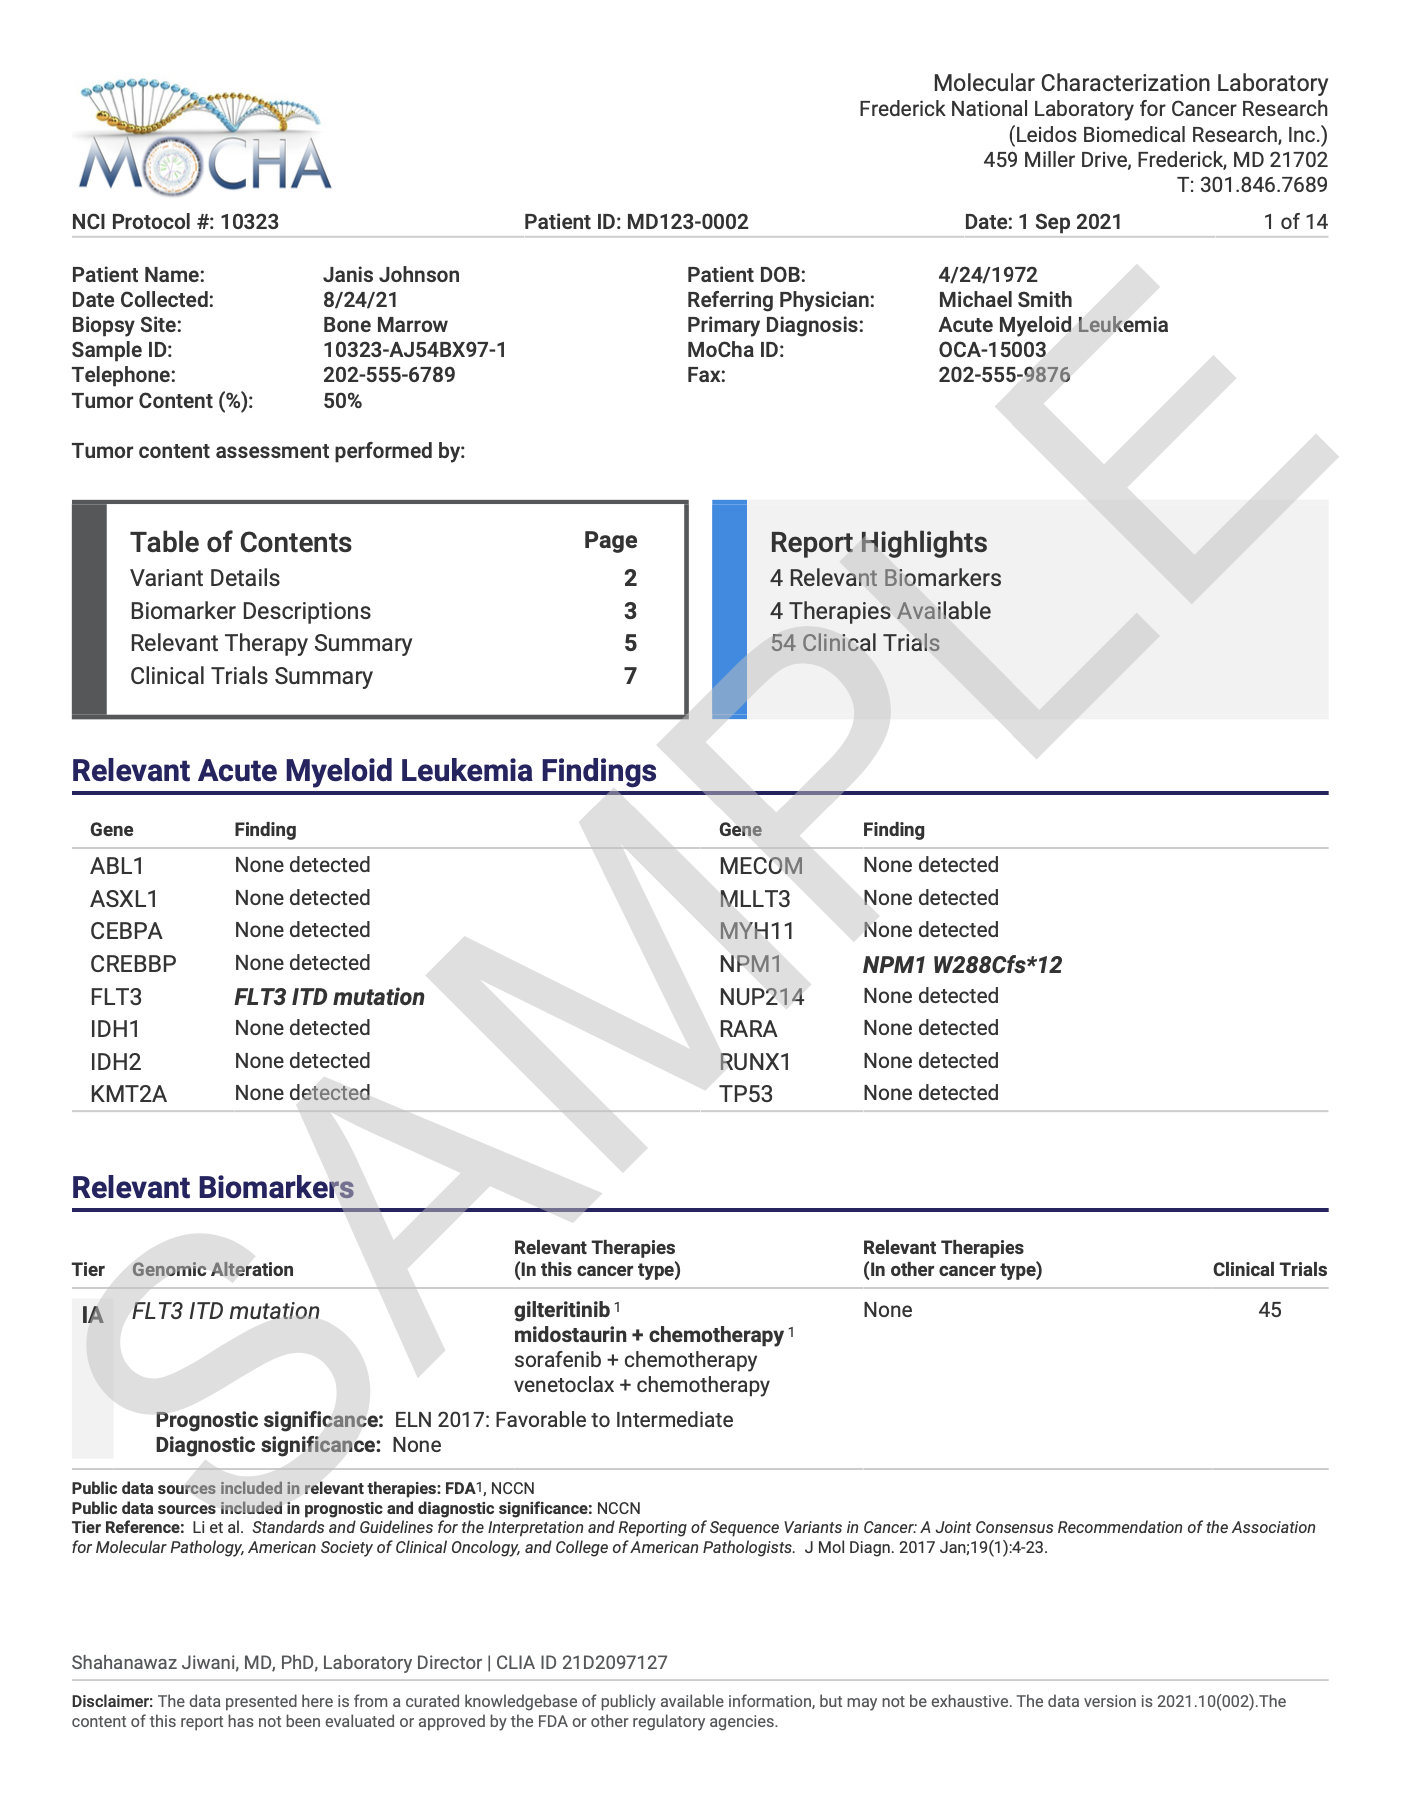 MOCHA
Molecular Characterization Laboratory
Frederick National Laboratory for Cancer Research
(Leidos Biomedical Research, Inc.)
459 Miller Drive, Frederick, MD 21702
T: 301.846.7689
NCI Protocol #: 10323 Patient ID: MD123-0002 Date: 1 Sep 2021 1 of 14
Patient Name: Janis Johnson Patient DOB: 4/24/1972
Date Collected: 8/24/21 Referring Physician: Michael Smith
Biopsy Site: Bone Marrow Primary Diagnosis: Acute Myeloid Leukemia
Sample ID: 10323-AJ54BX97-1 MoCha ID: OCA-15003
Telephone: 202-555-6789 Fax: 202-555-9876
Tumor Content (%): 50%
Tumor content assessment performed by:
Table of Contents Page
Variant Details 2
Biomarker Descriptions 3
Relevant Therapy Summary 5
Clinical Trials Summary 7
Report Highlights
4 Relevant Biomarkers
4 Therapies Available
54 Clinical Trials
SAMPLE
Relevant Acute Myeloid Leukemia Findings
Gene Finding Gene Finding
ABL1 None detected MECOM None detected
ASXL1 None detected MLLT3 None detected
CEBPA None detected MYH11 None detected
CREBBP None detected NPM1 NPM1 W288Cfs*12
FLT3 FLT3 ITD mutation NUP214 None detected
IDH1 None detected RARA None detected
IDH2 None detected RUNX1 None detected
KMT2A None detected TP53 None detected
Relevant Biomarkers
Tier Genomic Alteration Relevant Therapies (In this cancer type) Relevant Therapies (In other cancer type) Clinical Trials
IA FLT3 ITD mutation gilteritinib 1 None 45
midostaurin + chemotherapy 1
sorafenib + chemotherapy
venetoclax + chemotherapy
Prognostic significance: ELN 2017: Favorable to Intermediate
Diagnostic significance: None
Public data sources included in relevant therapies: FDA1, NCCN
Public data sources included in prognostic and diagnostic significance: NCCN
Tier Reference: Li et al. Standards and Guidelines for the Interpretation and Reporting of Sequence Variants in Cancer: A Joint Consensus Recommendation of the Association
for Molecular Pathology, American Society of Clinical Oncology, and College of American Pathologists. J Mol Diagn. 2017 Jan;19(1):4-23.
Shahanawaz Jiwani, MD, PhD, Laboratory Director | CLIA ID 21D2097127
Disclaimer: The data presented here is from a curated knowledgebase of publicly available information, but may not be exhaustive. The data version is 2021.10(002).The
content of this report has not been evaluated or approved by the FDA or other regulatory agencies.